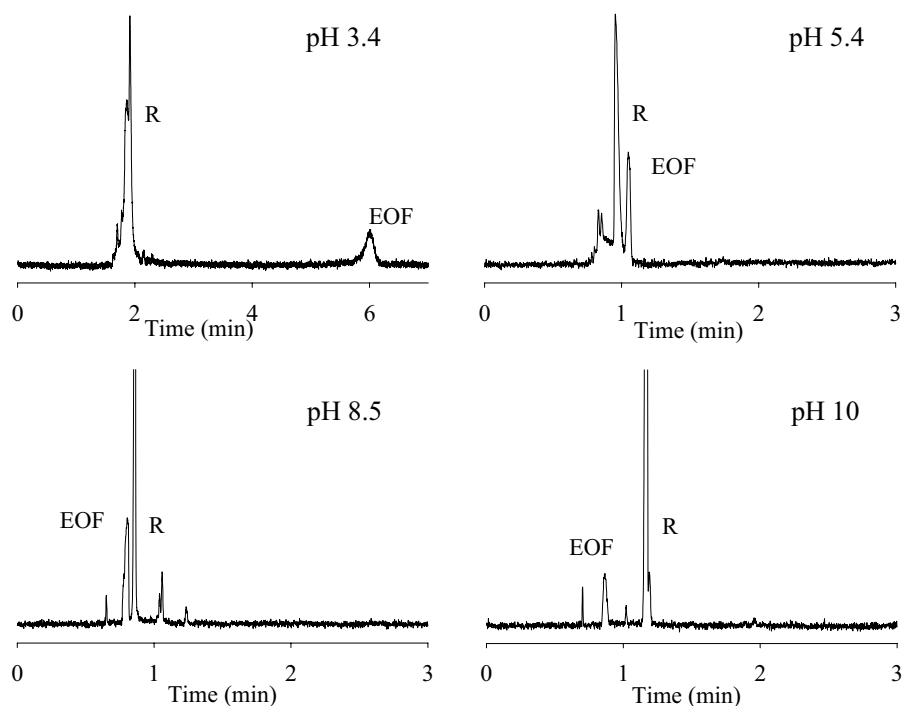 pH 3.4
R
EOF
0 2 4 6
Time (min)
pH 5.4
R
EOF
0 1 2 3
Time (min)
pH 8.5
EOF R
0 1 2 3
Time (min)
pH 10
EOF R
0 1 2 3
Time (min)